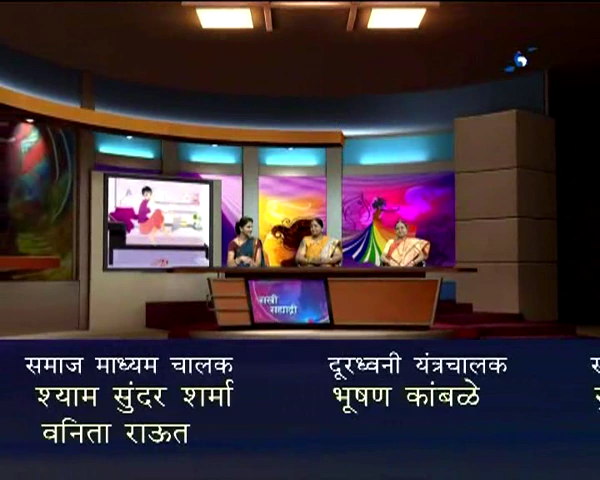 सखी
सह्याद्री
समाज माध्यम चालक
श्याम सुंदर शर्मा
वनिता राऊत
दूरध्वनी यंत्रचालक
भूषण कांबळे